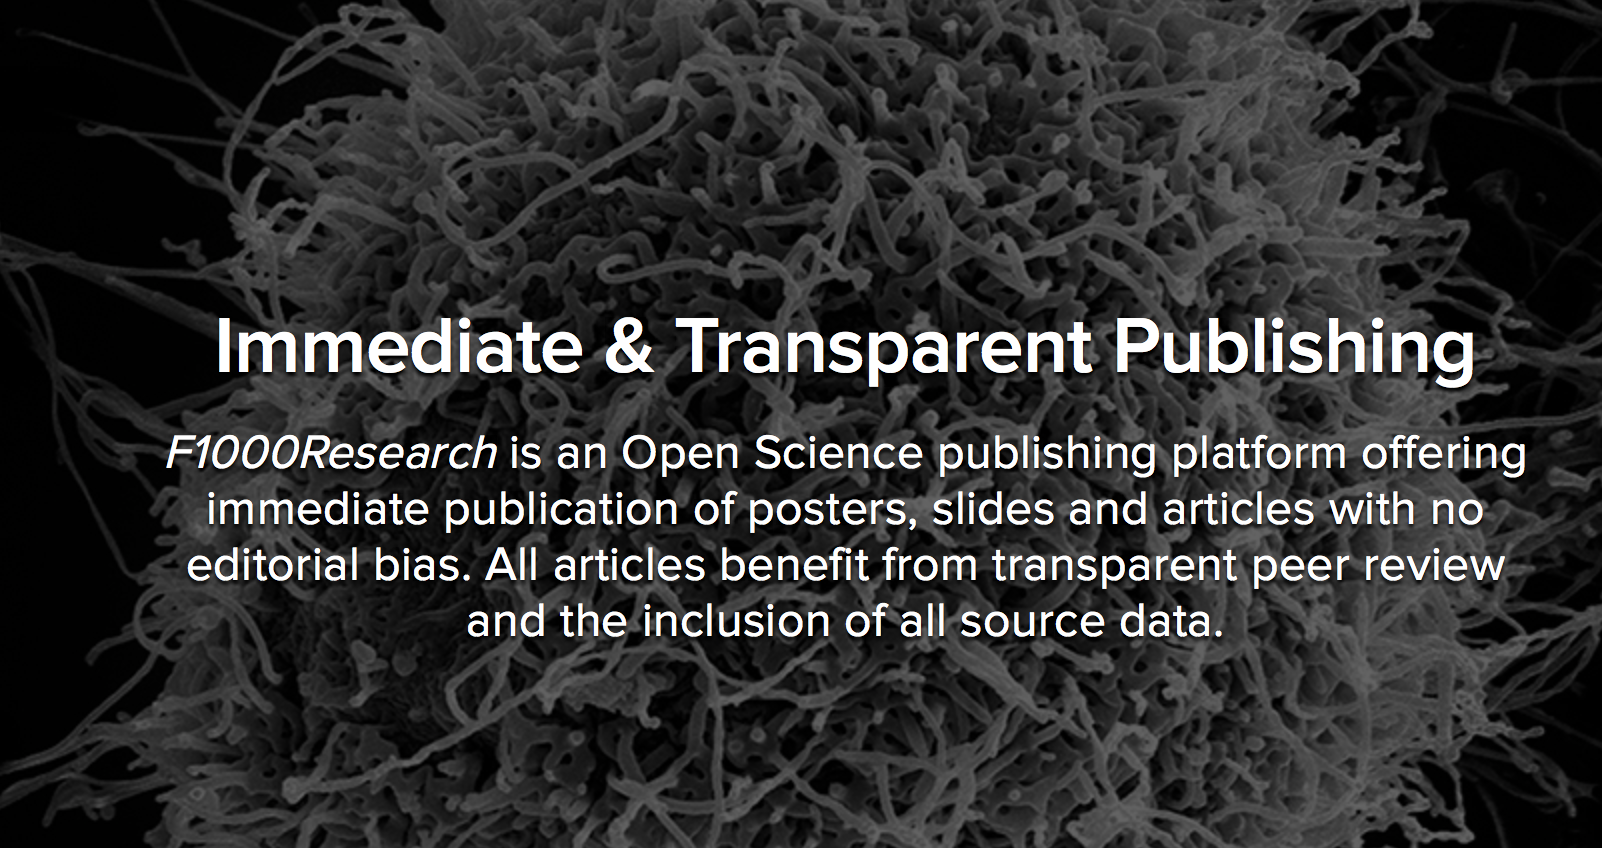 Immediate & Transparent Publishing
F1000Research is an Open Science publishing platform offering
immediate publication of posters, slides and articles with no
editorial bias. All articles benefit from transparent peer review
and the inclusion of all source data.